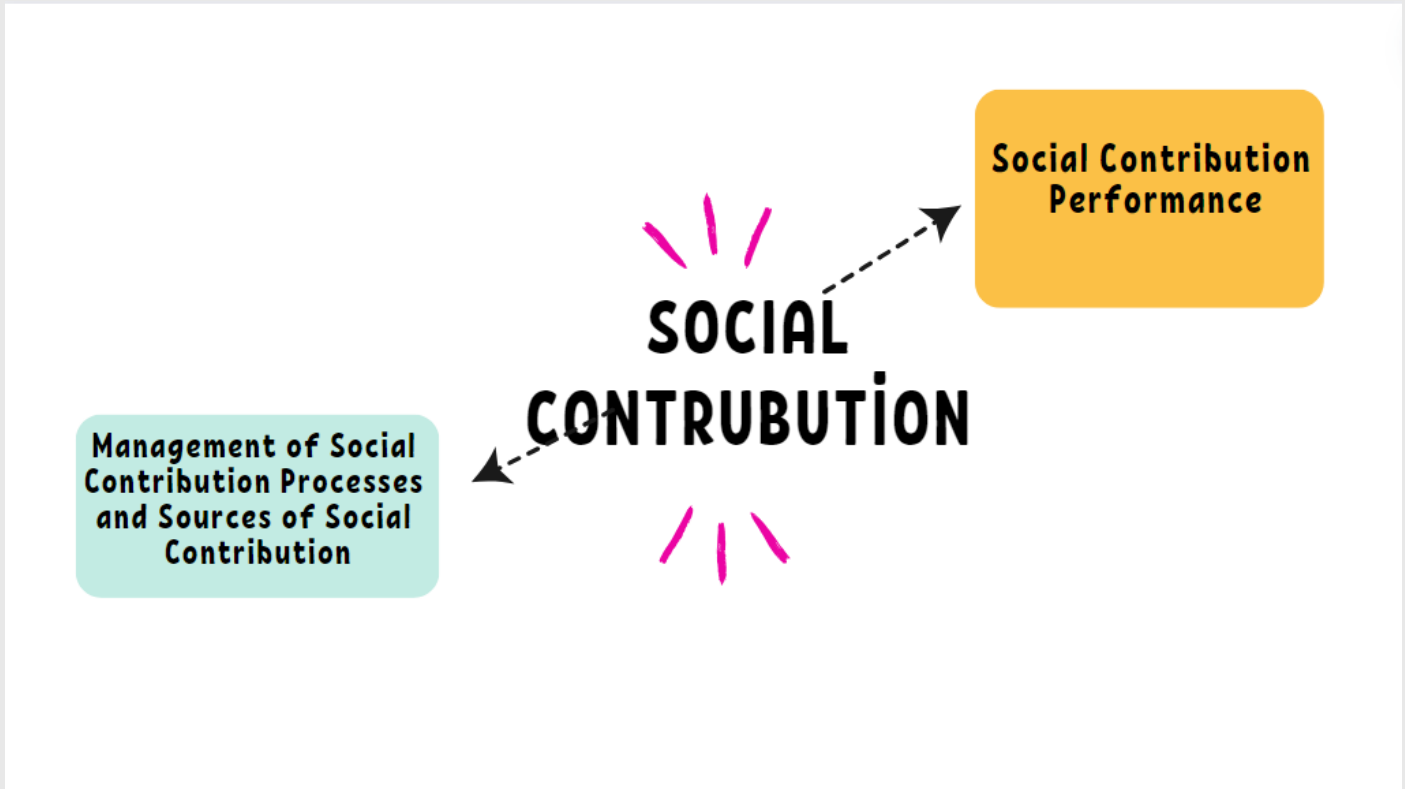 Social Contribution
Performance
SOCIAL
CONTRUBUTİON
Management of Social
Contribution Processes
and Sources of Social
Contribution